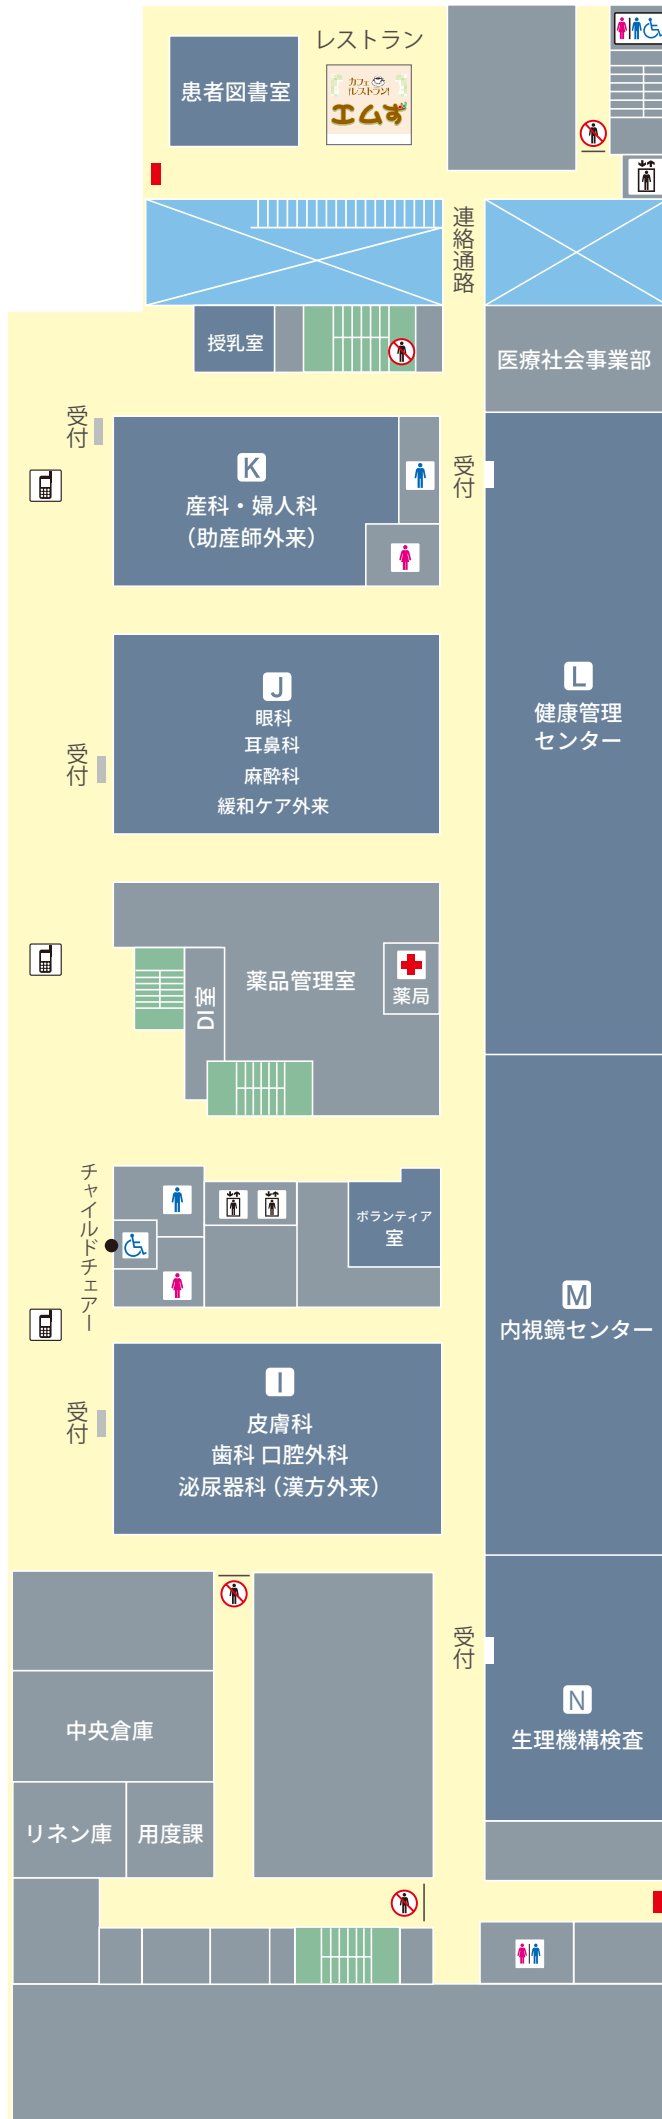 レストラン
患者図書室
カフェ
レストラン
エムず
連絡通路
授乳室
医療社会事業部
受付
K
産科・婦人科
（助産師外来）
受付
J
眼科
耳鼻科
麻酔科
緩和ケア外来
受付
L
健康管理
センター
薬品管理室
DI室
薬局
チャイルドチェアー
ボランティア
室
M
内視鏡センター
I
皮膚科
歯科 口腔外科
泌尿器科（漢方外来）
受付
受付
N
生理機構検査
中央倉庫
リネン庫
用度課